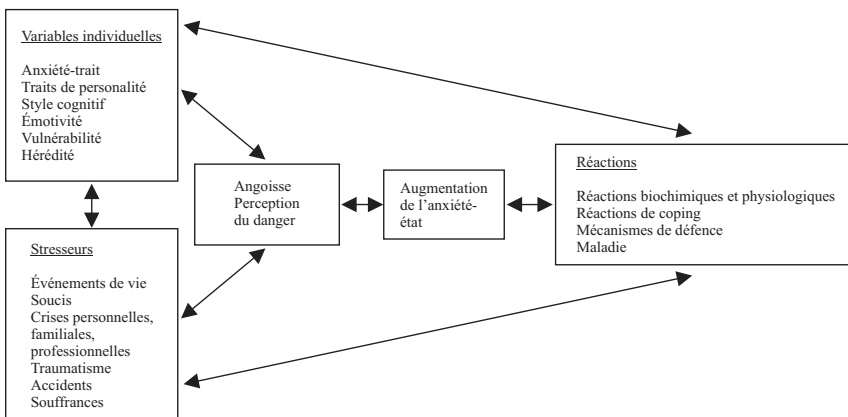 Variables individuelles
Anxiété-trait
Traits de personalité
Style cognitif
Émotivité
Vulnérabilité
Hérédité
Stresseurs
Événements de vie
Soucis
Crises personnelles,
familiales,
professionnelles
Traumatisme
Accidents
Souffrances
Angoisse
Perception
du danger
Augmentation
de l’anxiété-
état
Réactions
Réactions biochimiques et physiologiques
Réactions de coping
Mécanismes de défence
Maladie